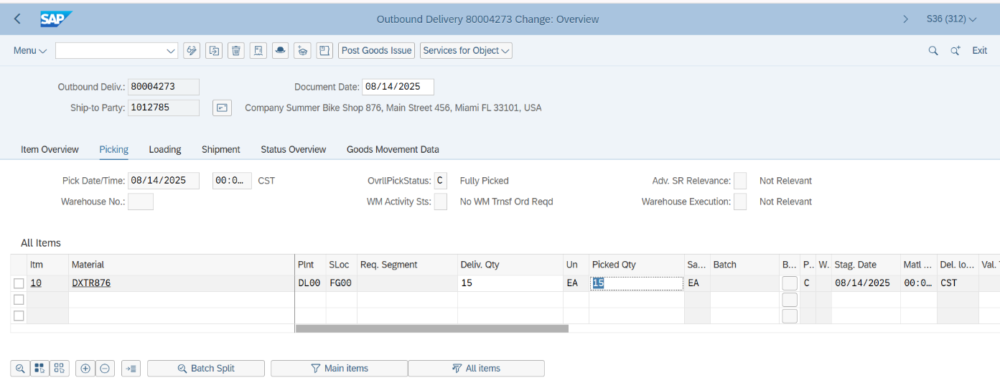 SAP Outbound Delivery 80004273 Change: Overview S36 (312)
Menu Post Goods Issue Services for Object Exit
Outbound Deliv.: 80004273 Document Date: 08/14/2025
Ship-to Party: 1012785 Company Summer Bike Shop 876, Main Street 456, Miami FL 33101, USA
Item Overview Picking Loading Shipment Status Overview Goods Movement Data
Pick Date/Time: 08/14/2025 00:0... CST OvrllPickStatus: C Fully Picked Adv. SR Relevance: Not Relevant
Warehouse No.: WM Activity Sts: No WM Trnsf Ord Reqd Warehouse Execution: Not Relevant
All Items
Itm Material Plnt SLoc Req. Segment Deliv. Qty Un Picked Qty Sa... Batch B... P.. W. Stag. Date Matl ... Del. lo... Val.
10 DXTR876 DL00 FG00 15 EA 15 EA C 08/14/2025 00:0... CST
Batch Split Main items All items